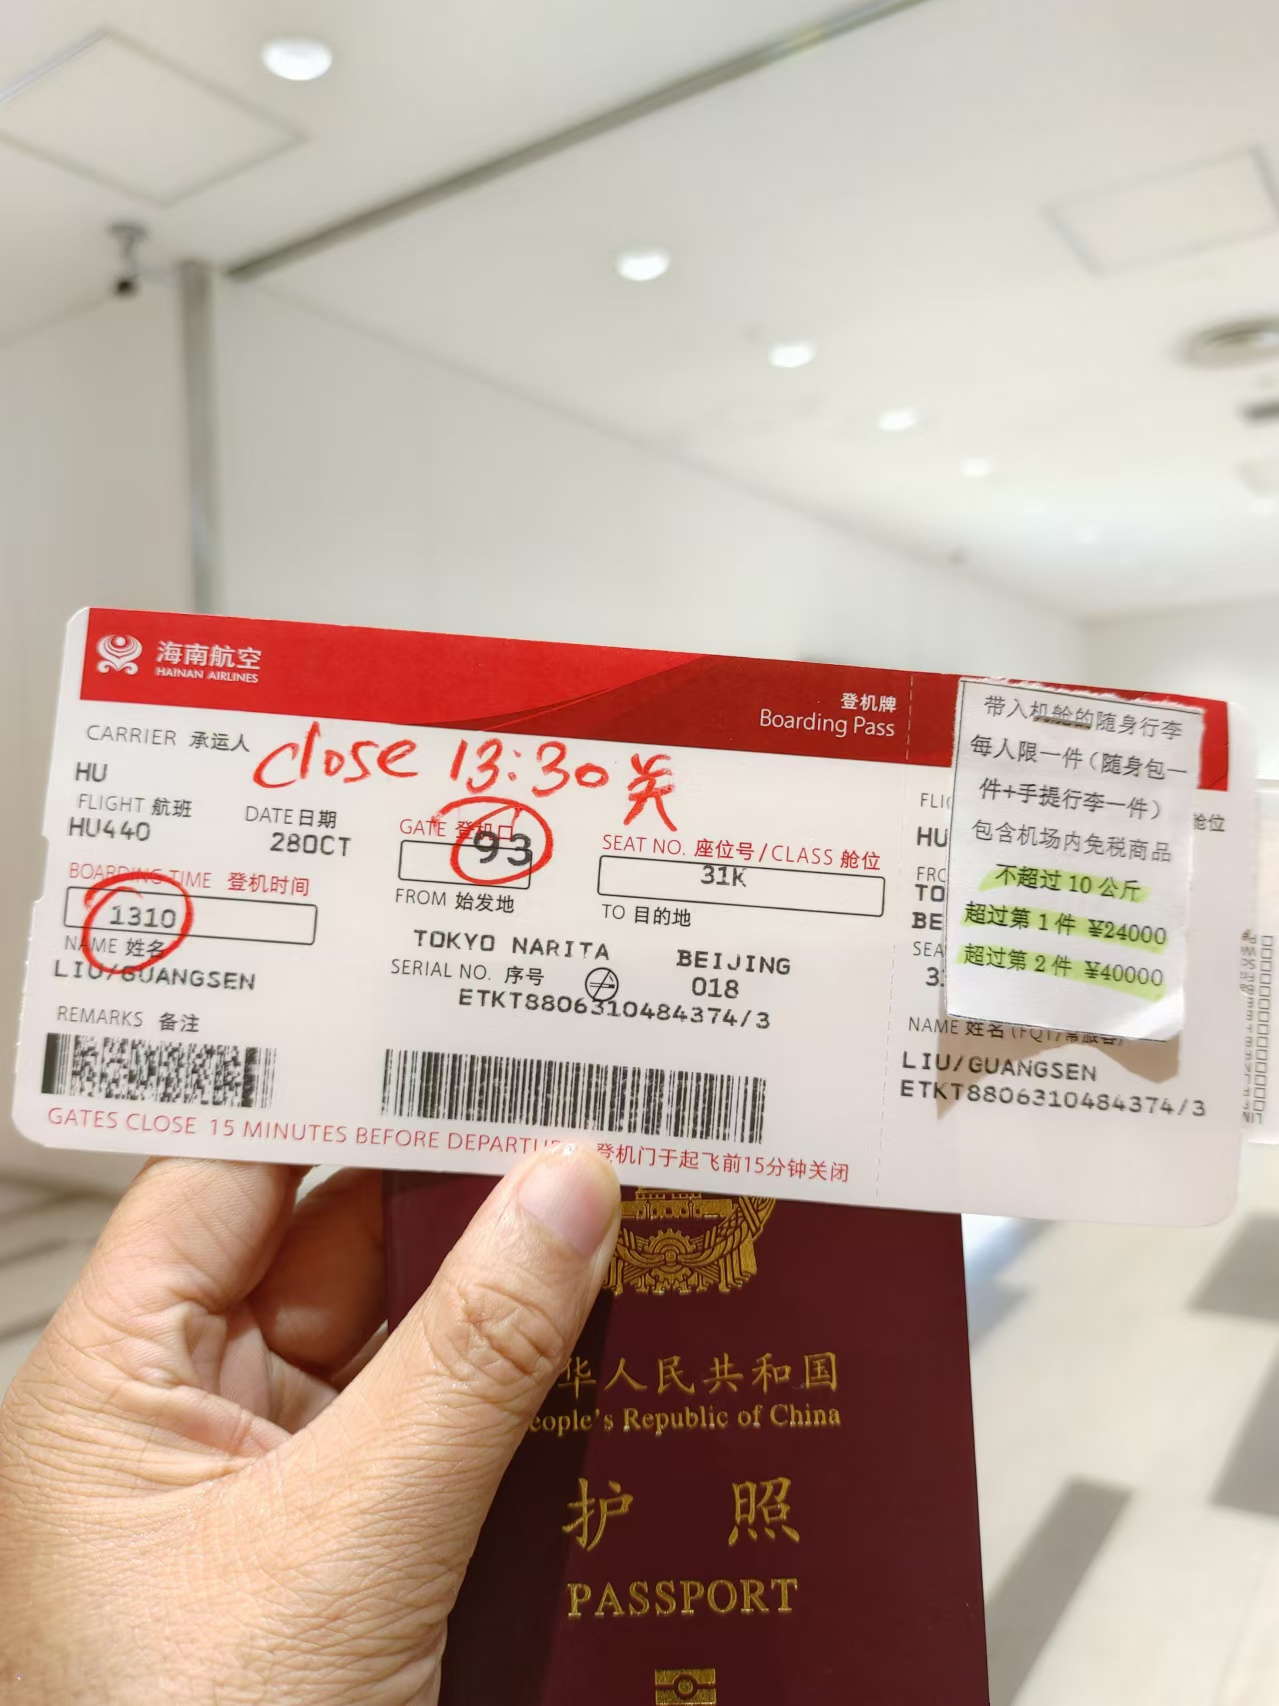 海南航空
HAINAN AIRLINES
登机牌
Boarding Pass
CARRIER 承运人
close 13:30 关
HU
FLIGHT 航班
DATE 日期
GATE 登机口
SEAT NO. 座位号/CLASS 舱位
HU440
28OCT
93
31K
BOARDING TIME 登机时间
FROM 始发地
TO 目的地
1310
TOKYO NARITA
BEIJING
NAME 姓名
SERIAL NO. 序号
018
LIU/GUANGSEN
ETKT8806310484374/3
REMARKS 备注
GATES CLOSE 15 MINUTES BEFORE DEPARTU
登机门于起飞前15分钟关闭
带入机舱的随身行李
每人限一件（随身包一
件+手提行李一件）
包含机场内免税商品
不超过10公斤
超过第1件 ¥24000
超过第2件 ¥40000
舱位
HU
TO
BE
NAME 姓名
LIU/GUANGSEN
ETKT8806310484374/3
华人民共和国
eople's Republic of China
护照
PASSPORT